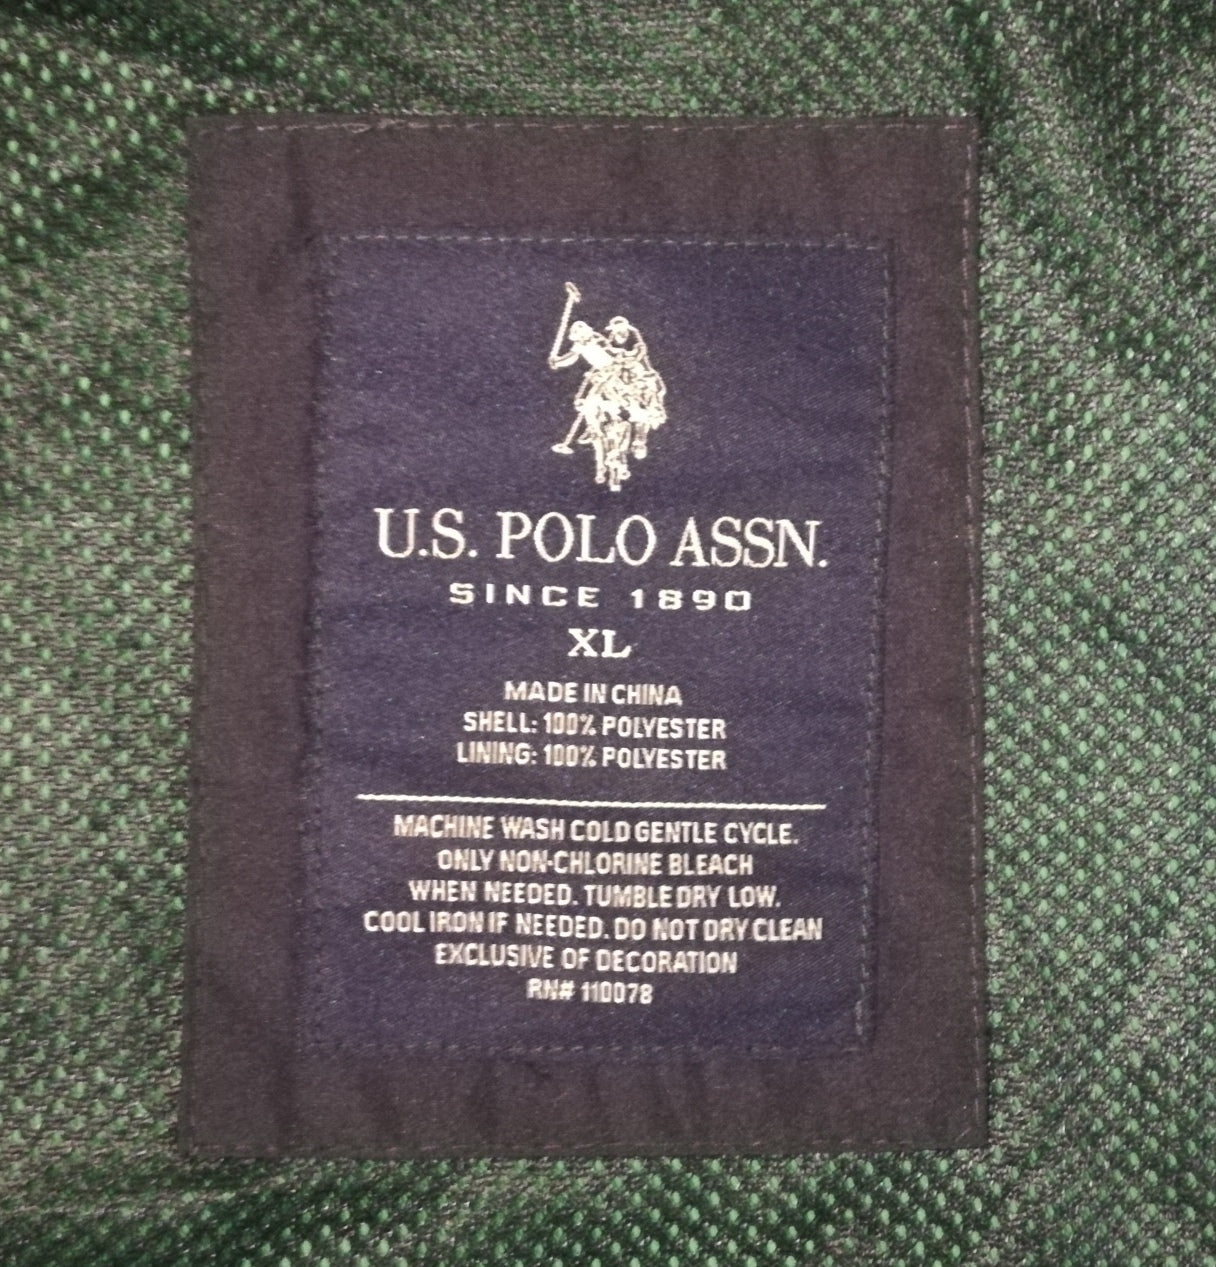 U.S. POLO ASSN.
SINCE 1890
XL
MADE IN CHINA
SHELL: 100% POLYESTER
LINING: 100% POLYESTER
MACHINE WASH COLD GENTLE CYCLE.
ONLY NON-CHLORINE BLEACH
WHEN NEEDED. TUMBLE DRY LOW.
COOL IRON IF NEEDED. DO NOT DRY CLEAN
EXCLUSIVE OF DECORATION
RN# 110078